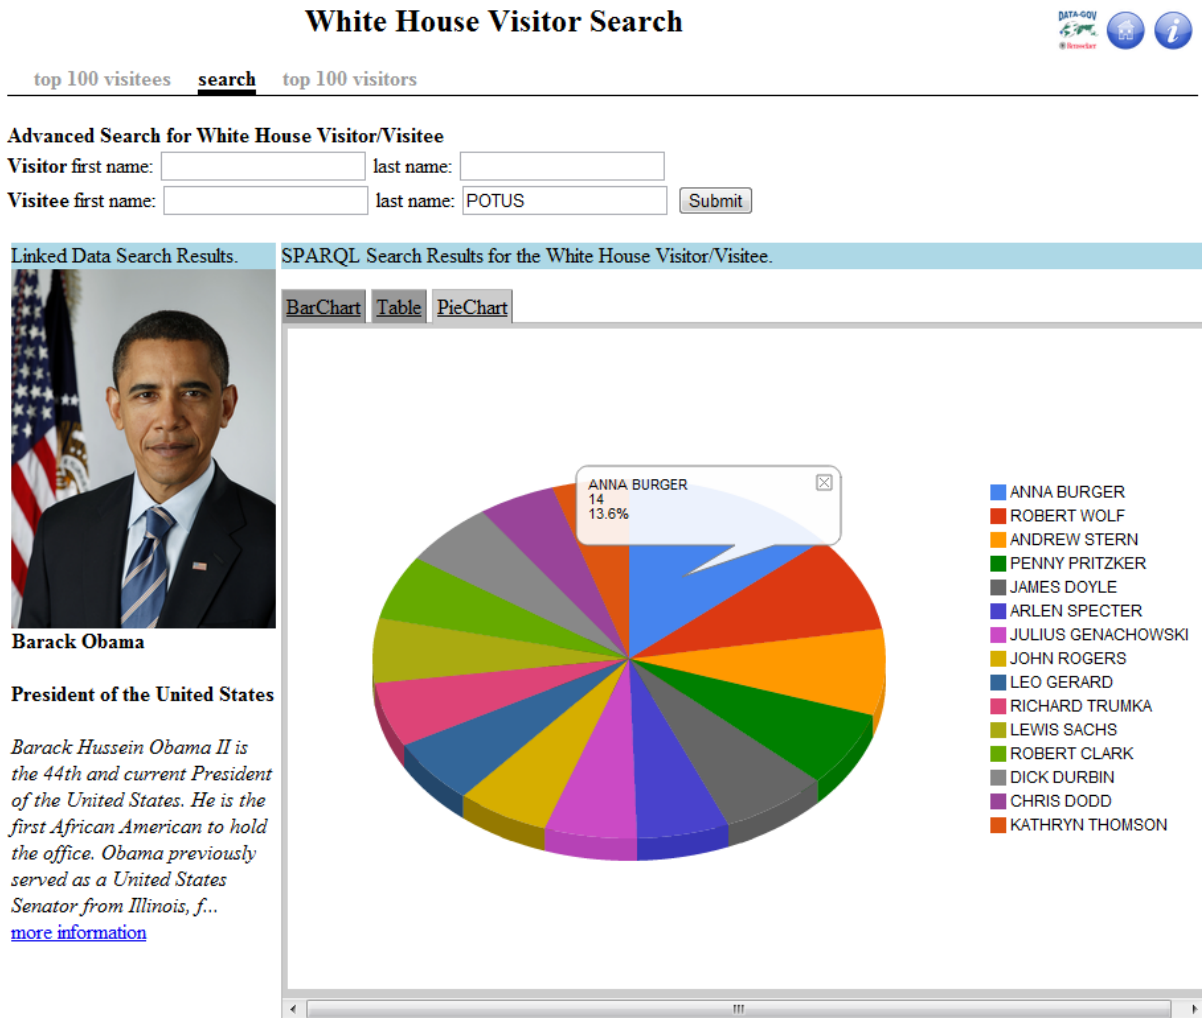 White House Visitor Search
DATA-GOV
Rensselaer
top 100 visitees search top 100 visitors
Advanced Search for White House Visitor/Visitee
Visitor first name: last name:
Visitee first name: last name: POTUS Submit
Linked Data Search Results.
SPARQL Search Results for the White House Visitor/Visitee.
BarChart Table PieChart
ANNA BURGER
14
13.6%
ANNA BURGER
ROBERT WOLF
ANDREW STERN
PENNY PRITZKER
JAMES DOYLE
ARLEN SPECTER
JULIUS GENACHOWSKI
JOHN ROGERS
LEO GERARD
RICHARD TRUMKA
LEWIS SACHS
ROBERT CLARK
DICK DURBIN
CHRIS DODD
KATHRYN THOMSON
Barack Obama
President of the United States
Barack Hussein Obama II is
the 44th and current President
of the United States. He is the
first African American to hold
the office. Obama previously
served as a United States
Senator from Illinois, f...
more information